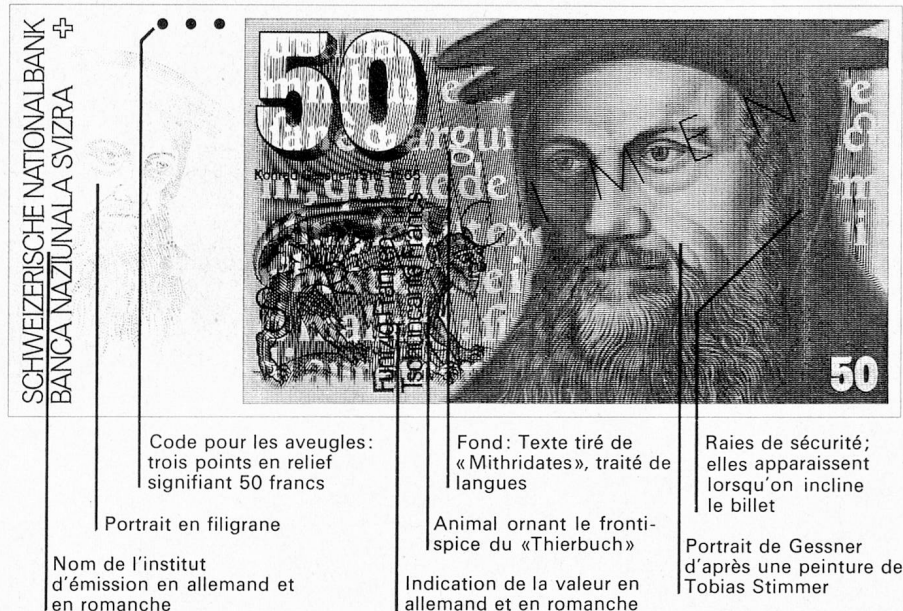 SCHWEIZERISCHE NATIONALBANK
BANCA NAZIUNALA SVIZRA
50
Fünfzig Franken
Tschuncanta Francs
50
Code pour les aveugles:
trois points en relief
signifiant 50 francs
Portrait en filigrane
Nom de l'institut
d'émission en allemand et
en romanche
Fond: Texte tiré de
«Mithridates», traité de
langues
Animal ornant le fronti-
spice du «Thierbuch»
Indication de la valeur en
allemand et en romanche
Raies de sécurité;
elles apparaissent
lorsqu'on incline
le billet
Portrait de Gessner
d'après une peinture de
Tobias Stimmer